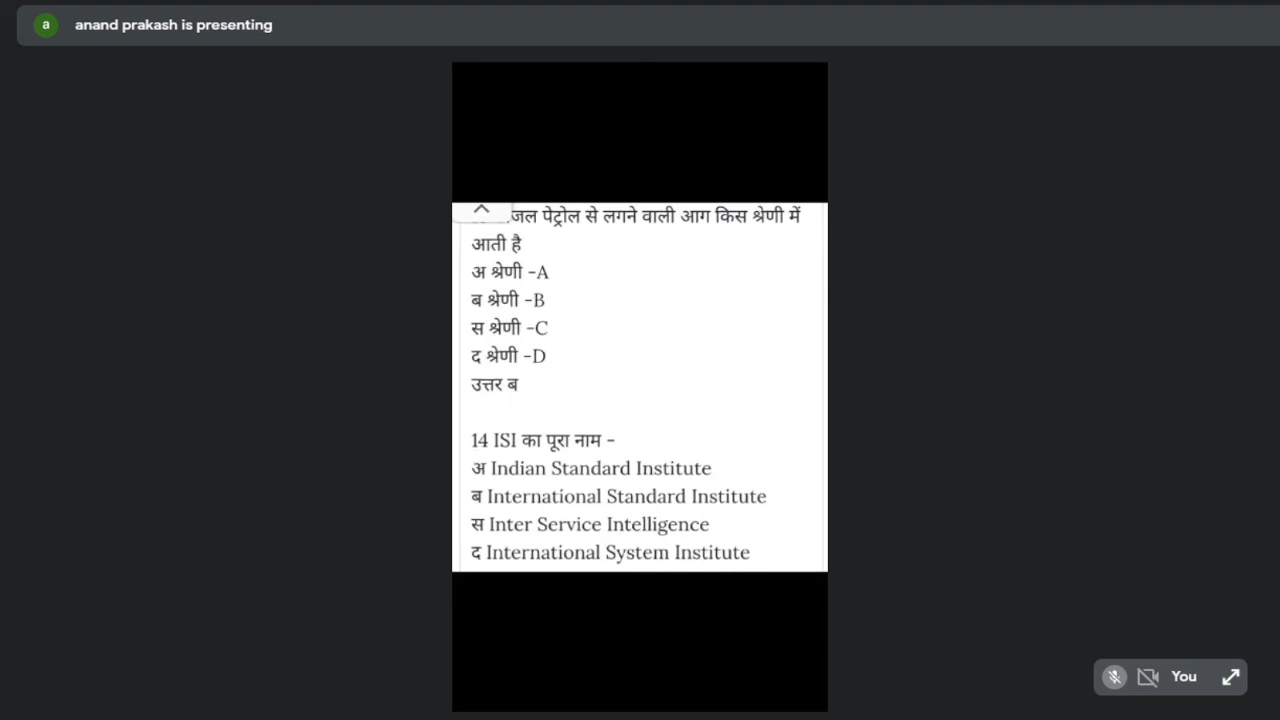 a anand prakash is presenting
पेट्रोल से लगने वाली आग किस श्रेणी में
आती है
अ श्रेणी -A
ब श्रेणी -B
स श्रेणी -C
द श्रेणी -D
उत्तर ब
14 ISI का पूरा नाम -
अ Indian Standard Institute
ब International Standard Institute
स Inter Service Intelligence
द International System Institute
You